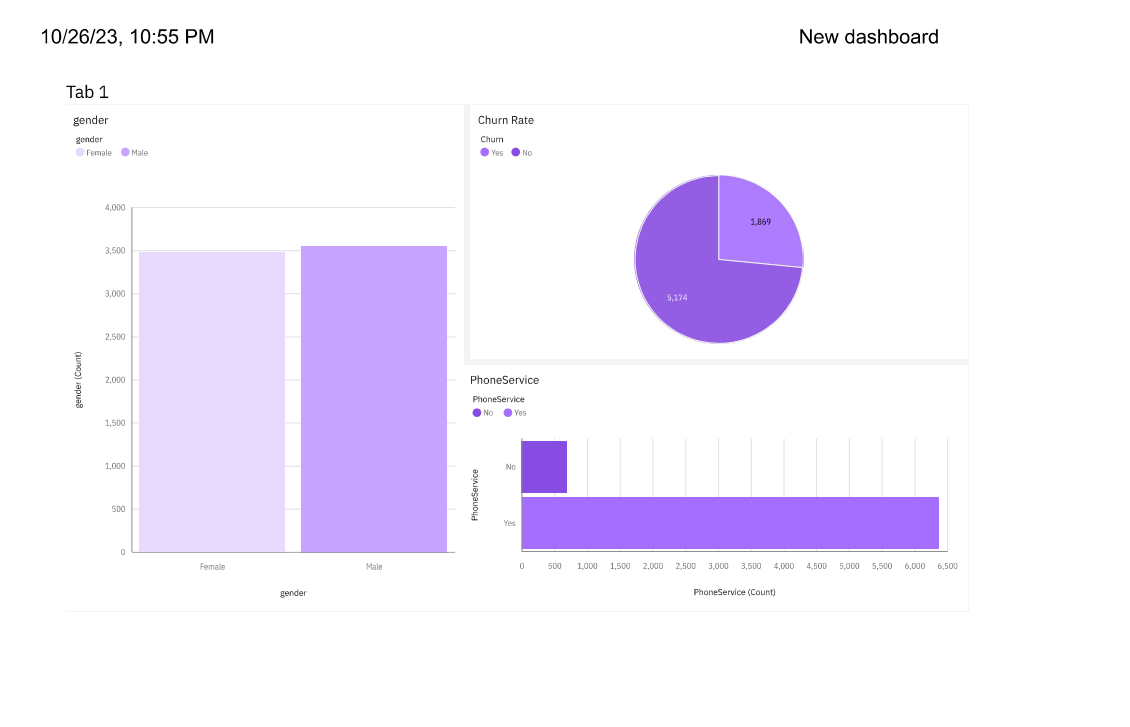 10/26/23, 10:55 PM New dashboard
Tab 1
gender
gender
Female Male
4,000
3,500
3,000
2,500
2,000
1,500
1,000
500
0
gender (Count)
Female Male
gender
Churn Rate
Churn
Yes No
1,869
5,174
PhoneService
PhoneService
No Yes
PhoneService
No
Yes
0 500 1,000 1,500 2,000 2,500 3,000 3,500 4,000 4,500 5,000 5,500 6,000 6,500
PhoneService (Count)